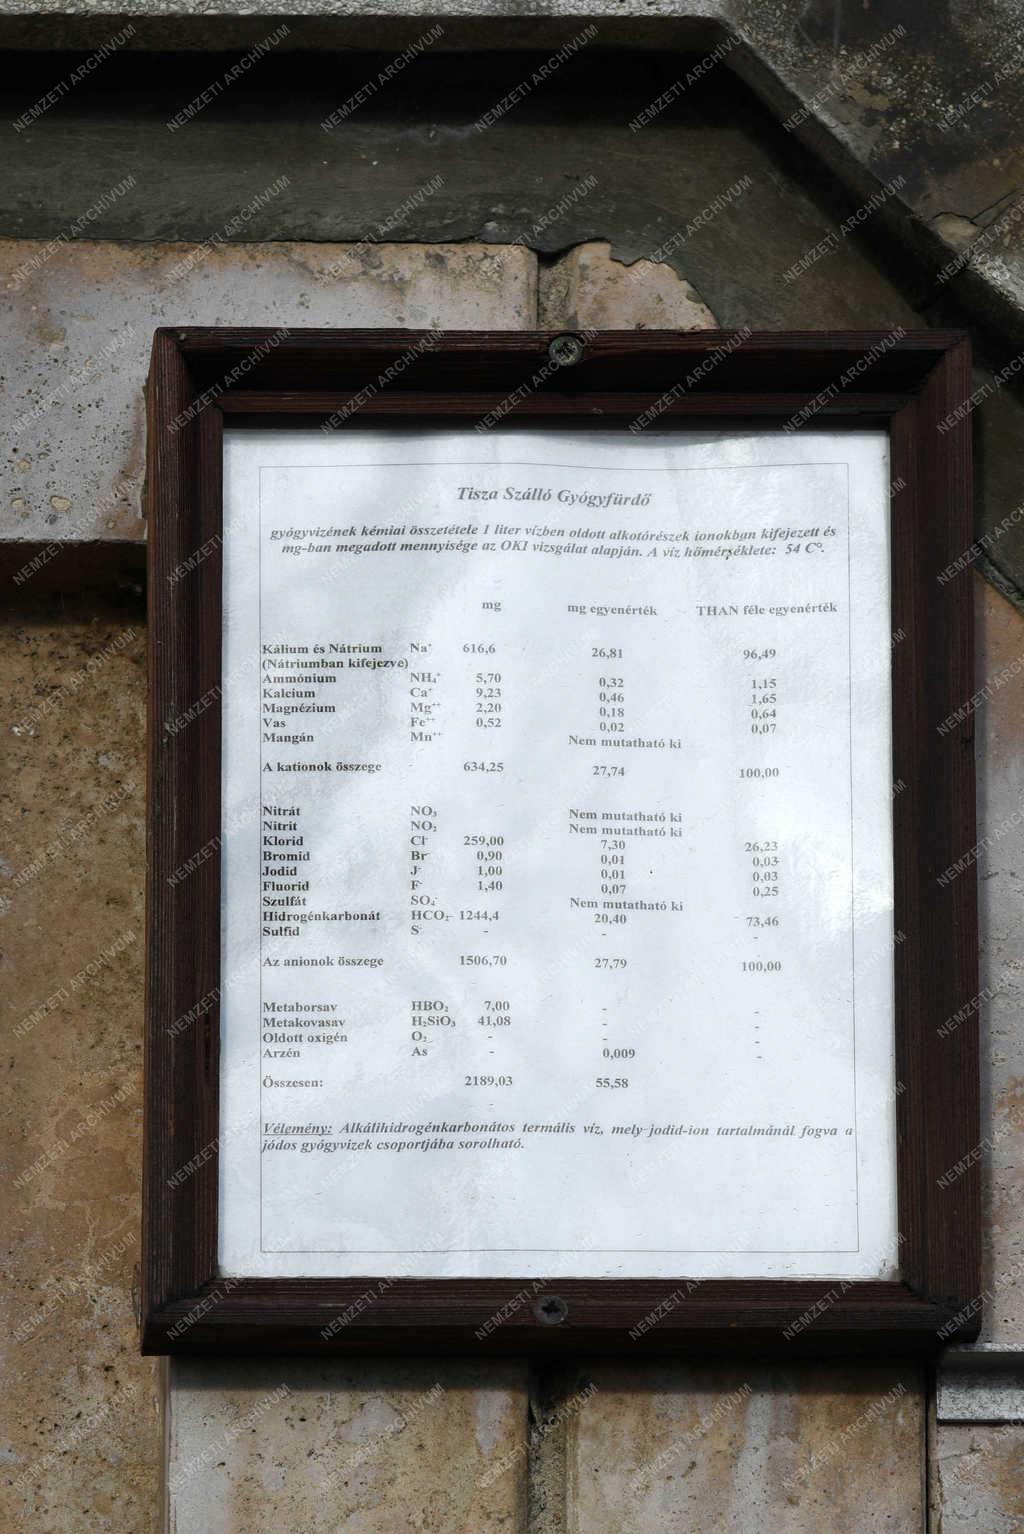 Tisza Szálló Gyógyfürdő
gyógyvizének kémiai összetétele 1 liter vízben oldott alkotórészek ionokban kifejezett és
mg-ban megadott mennyisége az OKI vizsgálat alapján. A víz hőmérséklete: 54 C°.
mg mg egyenérték THAN féle egyenérték
Kálium és Nátrium Na⁺ 616,6 26,81 96,49
(Nátriumban kifejezve)
Ammónium NH₄⁺ 5,70 0,32 1,15
Kalcium Ca⁺ 9,23 0,46 1,65
Magnézium Mg⁺⁺ 2,20 0,18 0,64
Vas Fe⁺⁺ 0,52 0,02 0,07
Mangán Mn⁺⁺ Nem mutatható ki
A kationok összege 634,25 27,74 100,00
Nitrát NO₃ Nem mutatható ki
Nitrit NO₂ Nem mutatható ki
Klorid Cl⁻ 259,00 7,30 26,23
Bromid Br⁻ 0,90 0,01 0,03
Jodid J⁻ 1,00 0,01 0,03
Fluorid F⁻ 1,40 0,07 0,25
Szulfát SO₄⁻ Nem mutatható ki
Hidrogénkarbonát HCO₂⁻ 1244,4 20,40 73,46
Sulfid S⁻ - - -
Az anionok összege 1506,70 27,79 100,00
Metaborsav HBO₂ 7,00 - -
Metakovasav H₂SiO₃ 41,08 - -
Oldott oxigén O₂ - - -
Arzén As - 0,009 -
Összesen: 2189,03 55,58
Vélemény: Alkálihidrogénkarbonátos termális víz, mely jodid-ion tartalmánál fogva a
jódos gyógyvizek csoportjába sorolható.
NEMZETI ARCHÍVUM